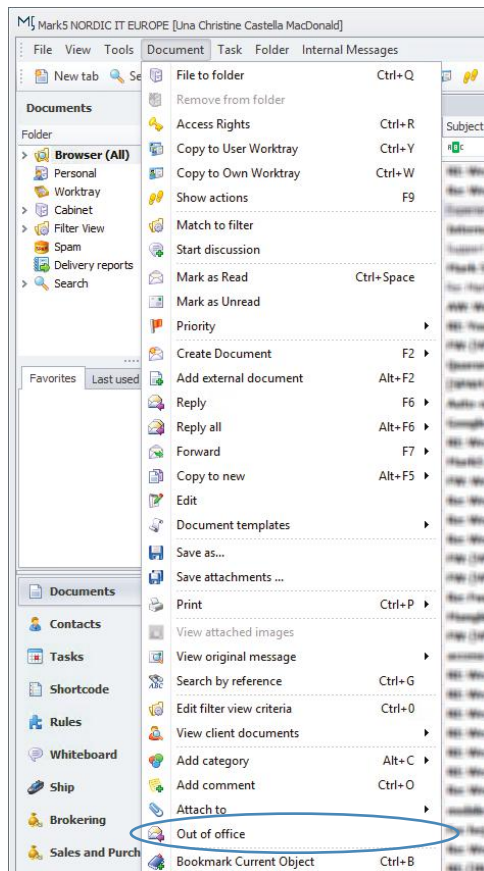 Mark5 NORDIC IT EUROPE [Una Christine Castella MacDonald]
File View Tools Document Task Folder Internal Messages
New tab Se
Documents
Folder
Browser (All)
Personal
Worktray
Cabinet
Filter View
Spam
Delivery reports
Search
Favorites Last used
Documents
Contacts
Tasks
Shortcode
Rules
Whiteboard
Ship
Brokering
Sales and Purch
File to folder Ctrl+Q
Remove from folder
Access Rights Ctrl+R
Copy to User Worktray Ctrl+Y
Copy to Own Worktray Ctrl+W
Show actions F9
Match to filter
Start discussion
Mark as Read Ctrl+Space
Mark as Unread
Priority
Create Document F2
Add external document Alt+F2
Reply F6
Reply all Alt+F6
Forward F7
Copy to new Alt+F5
Edit
Document templates
Save as...
Save attachments ...
Print Ctrl+P
View attached images
View original message
Search by reference Ctrl+G
Edit filter view criteria Ctrl+0
View client documents
Add category Alt+C
Add comment Ctrl+O
Attach to
Out of office
Bookmark Current Object Ctrl+B
Subject